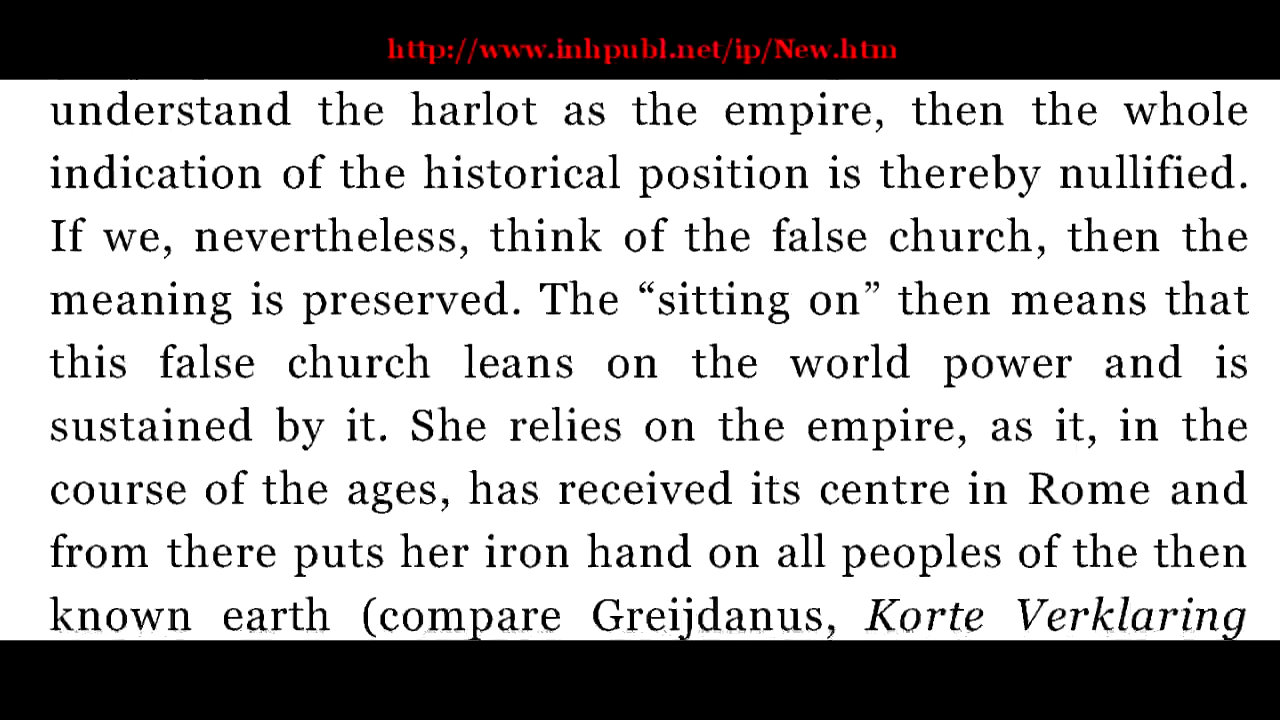 http://www.inhpubl.net/ip/New.htm
understand the harlot as the empire, then the whole
indication of the historical position is thereby nullified.
If we, nevertheless, think of the false church, then the
meaning is preserved. The “sitting on” then means that
this false church leans on the world power and is
sustained by it. She relies on the empire, as it, in the
course of the ages, has received its centre in Rome and
from there puts her iron hand on all peoples of the then
known earth (compare Greijdanus, Korte Verklaring